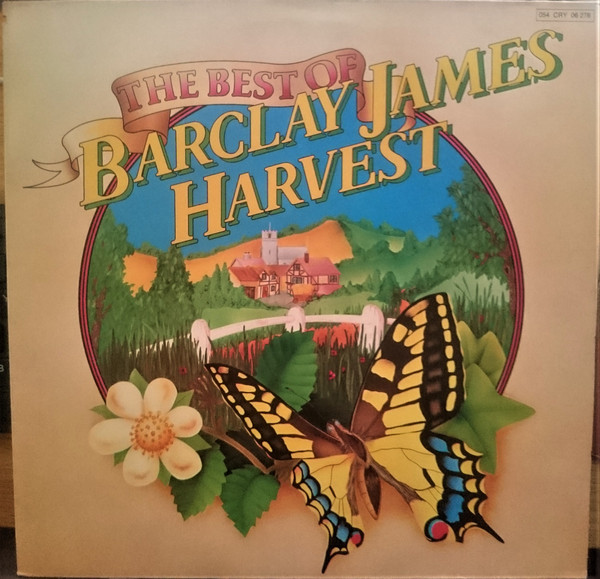 054 CRY 06 278
THE BEST OF
BARCLAY JAMES
HARVEST